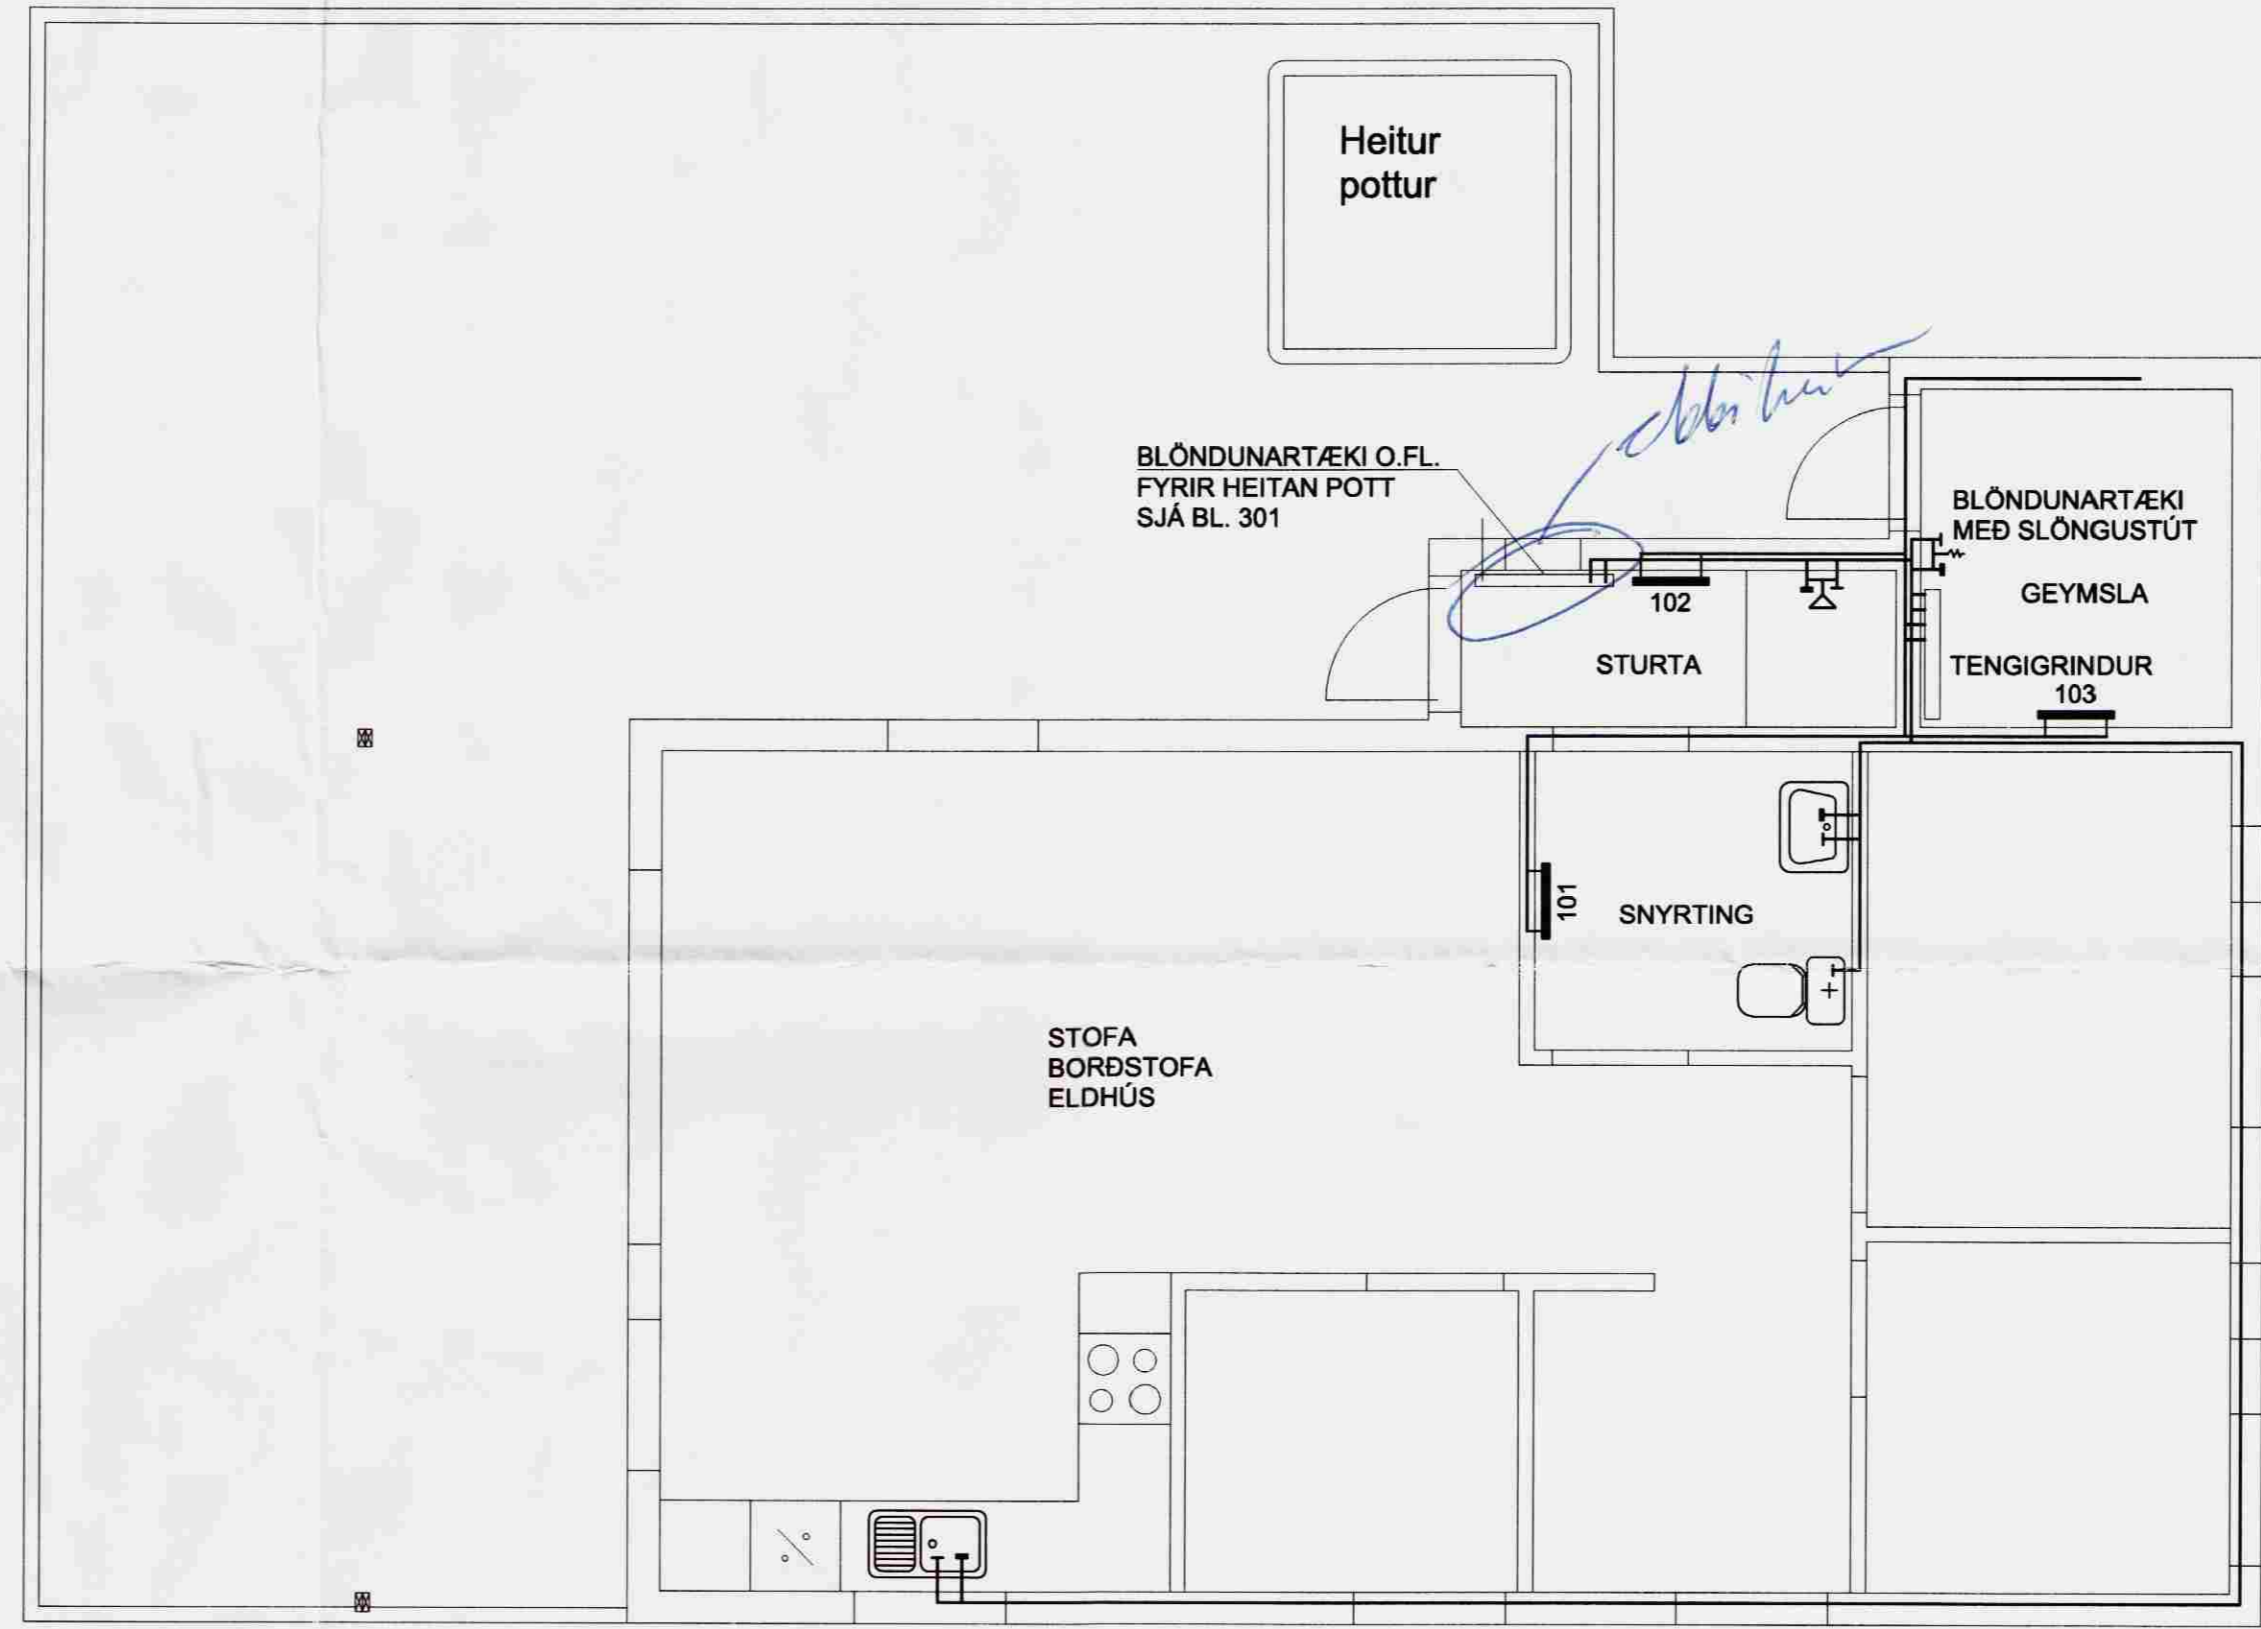 Heitur
pottur
BLÖNDUNARTÆKI O.FL.
FYRIR HEITAN POTT
SJÁ BL. 301
BLÖNDUNARTÆKI
MEÐ SLÖNGUSTÚT
GEYMSLA
102
STURTA
TENGIGRINDUR
103
101
SNYRTING
STOFA
BORÐSTOFA
ELDHÚS